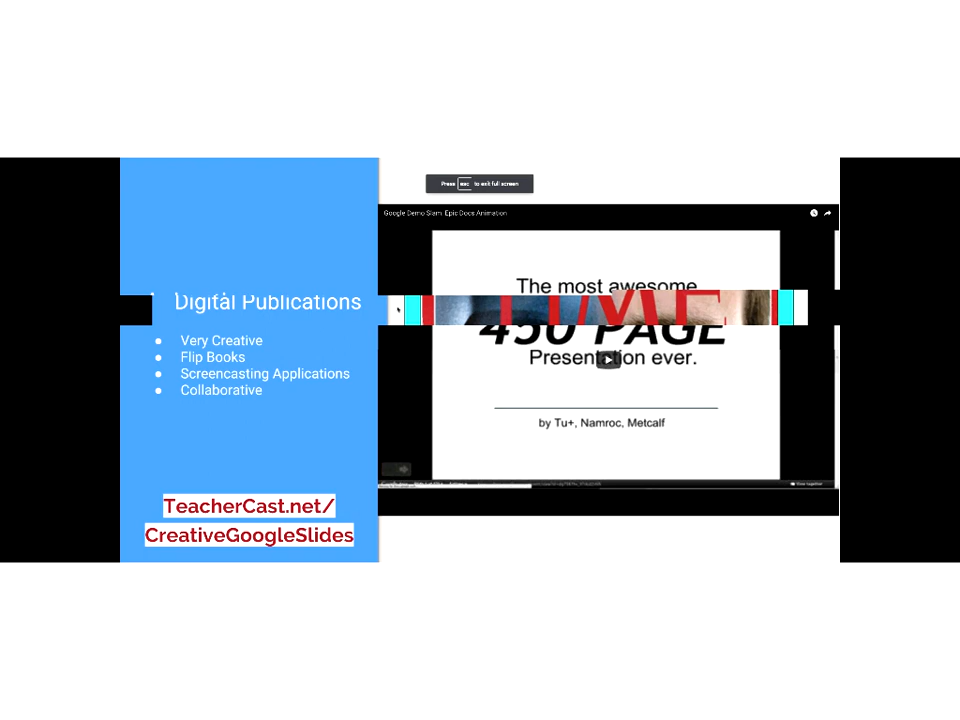 Press esc to exit full screen
Google Demo Slam: Epic Docs Animation
The most awesome
TIME
450 PAGE
Presentation ever.
by Tu+, Namroc, Metcalf
Digital Publications
● Very Creative
● Flip Books
● Screencasting Applications
● Collaborative
TeacherCast.net/
CreativeGoogleSlides